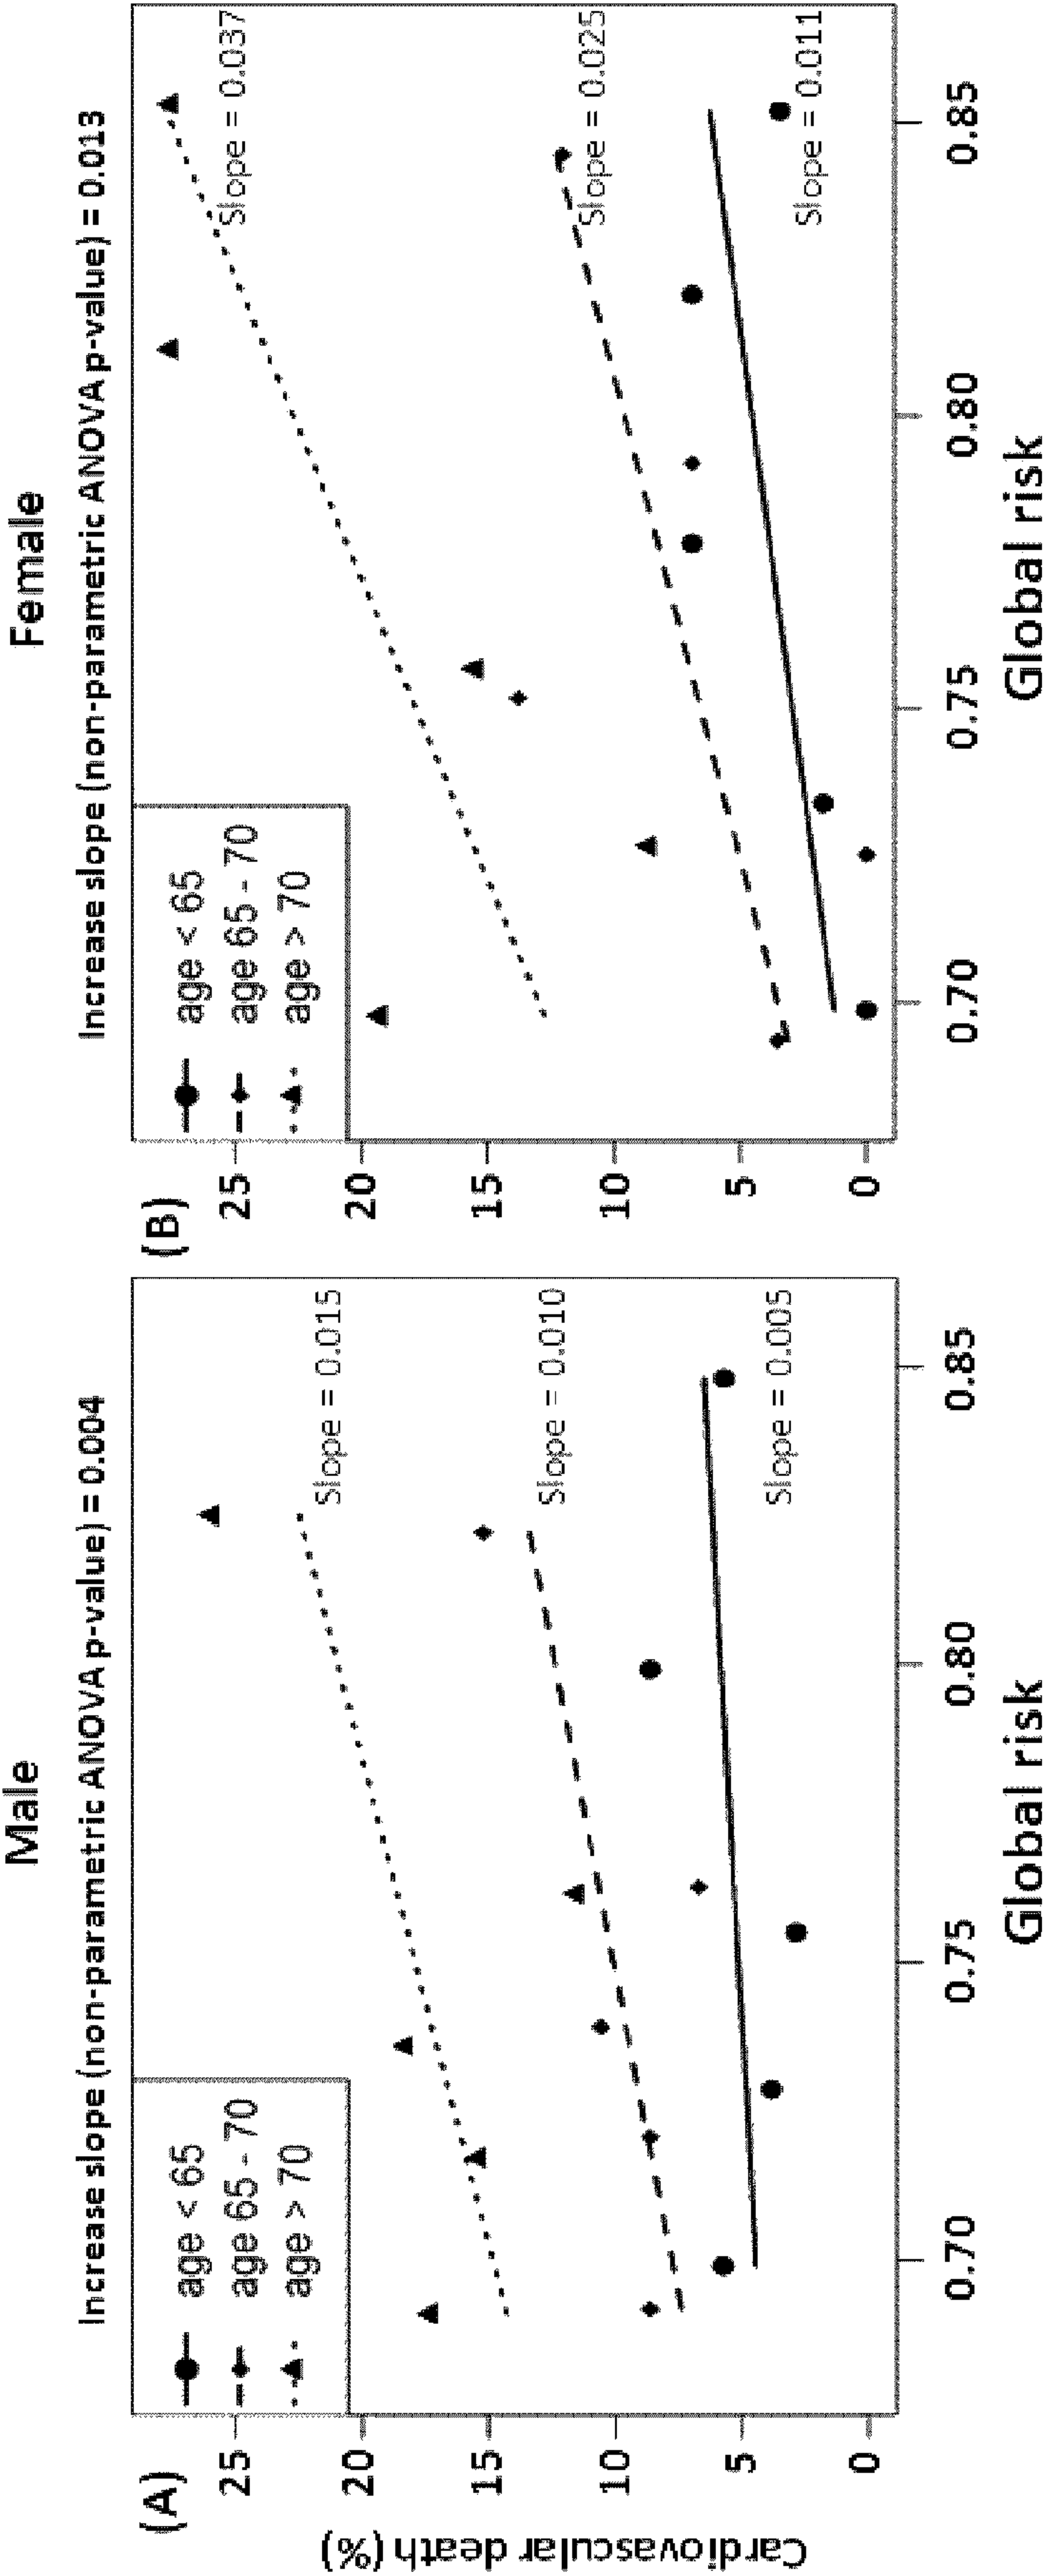 Male
Increase slope (non-parametric ANOVA p-value) = 0.004
(A)
age < 65
age 65 - 70
age > 70
Slope = 0.015
Slope = 0.010
Slope = 0.005
25
20
15
10
5
0
Cardiovascular death (%)
0.70
0.75
0.80
0.85
Global risk
Female
Increase slope (non-parametric ANOVA p-value) = 0.013
(B)
age < 65
age 65 - 70
age > 70
Slope = 0.037
Slope = 0.025
Slope = 0.011
25
20
15
10
5
0
0.70
0.75
0.80
0.85
Global risk